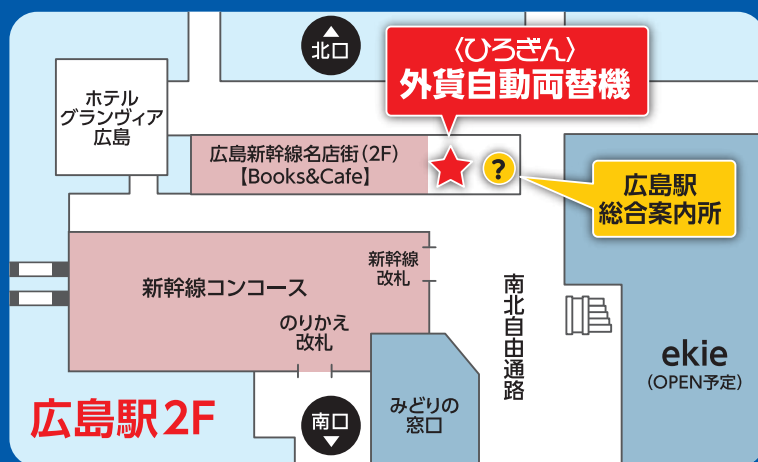 ▲
北口
〈ひろぎん〉
外貨自動両替機
ホテル
グランヴィア
広島
広島新幹線名店街(2F)
【Books&Cafe】
?
広島駅
総合案内所
新幹線
改札
新幹線コンコース
のりかえ
改札
南北自由通路
ekie
(OPEN予定)
みどりの
窓口
広島駅2F
南口
▼